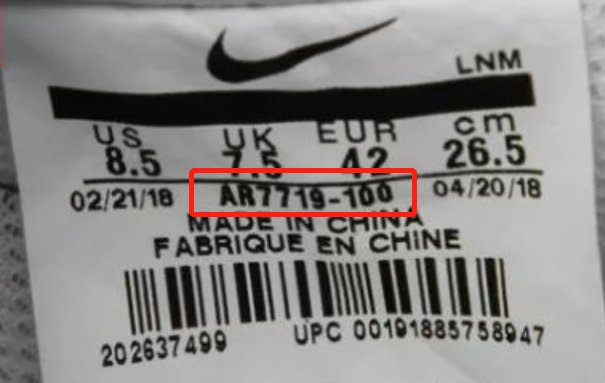 LNM
US UK EUR cm
8.5 7.5 42 26.5
02/21/18 AR7719-100 04/20/18
MADE IN CHINA
FABRIQUE EN CHINE
202637499 UPC 00191885758947